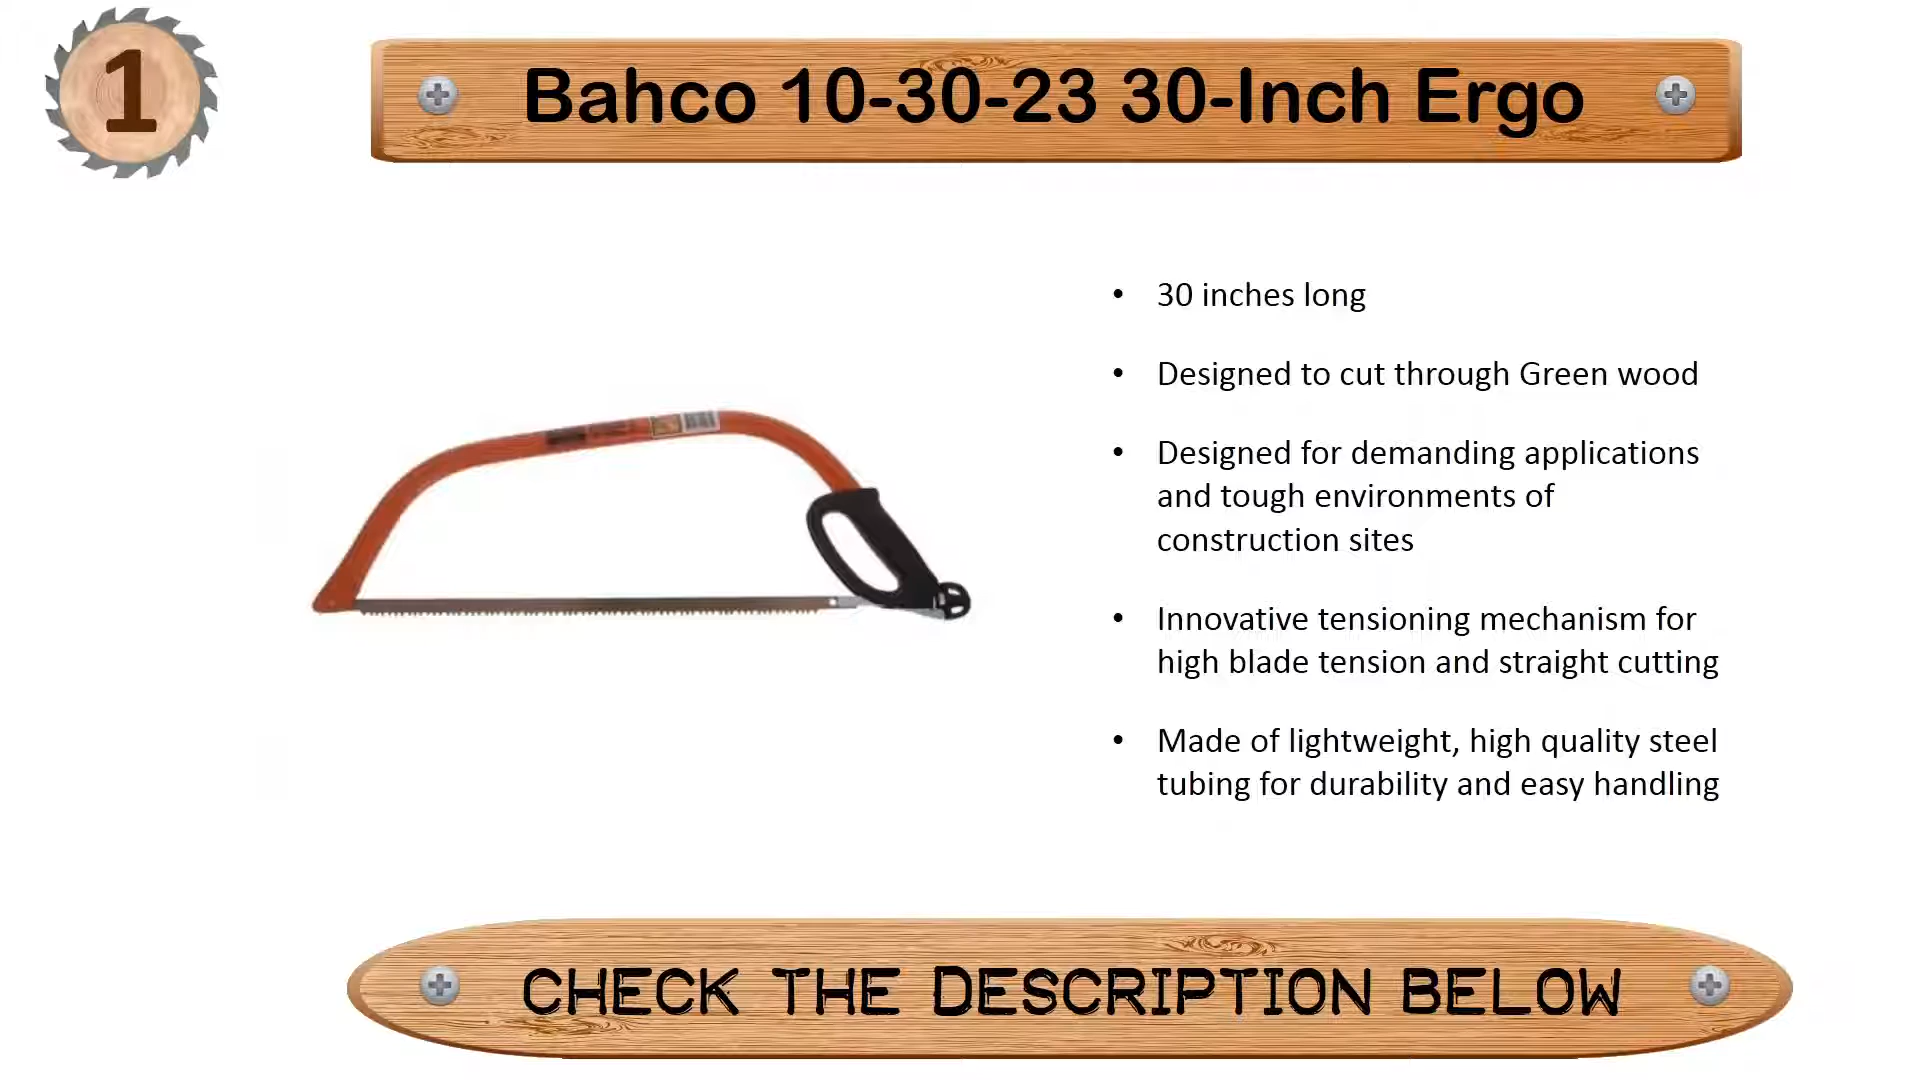 1
Bahco 10-30-23 30-Inch Ergo
• 30 inches long
• Designed to cut through Green wood
• Designed for demanding applications
and tough environments of
construction sites
• Innovative tensioning mechanism for
high blade tension and straight cutting
• Made of lightweight, high quality steel
tubing for durability and easy handling
CHECK THE DESCRIPTION BELOW